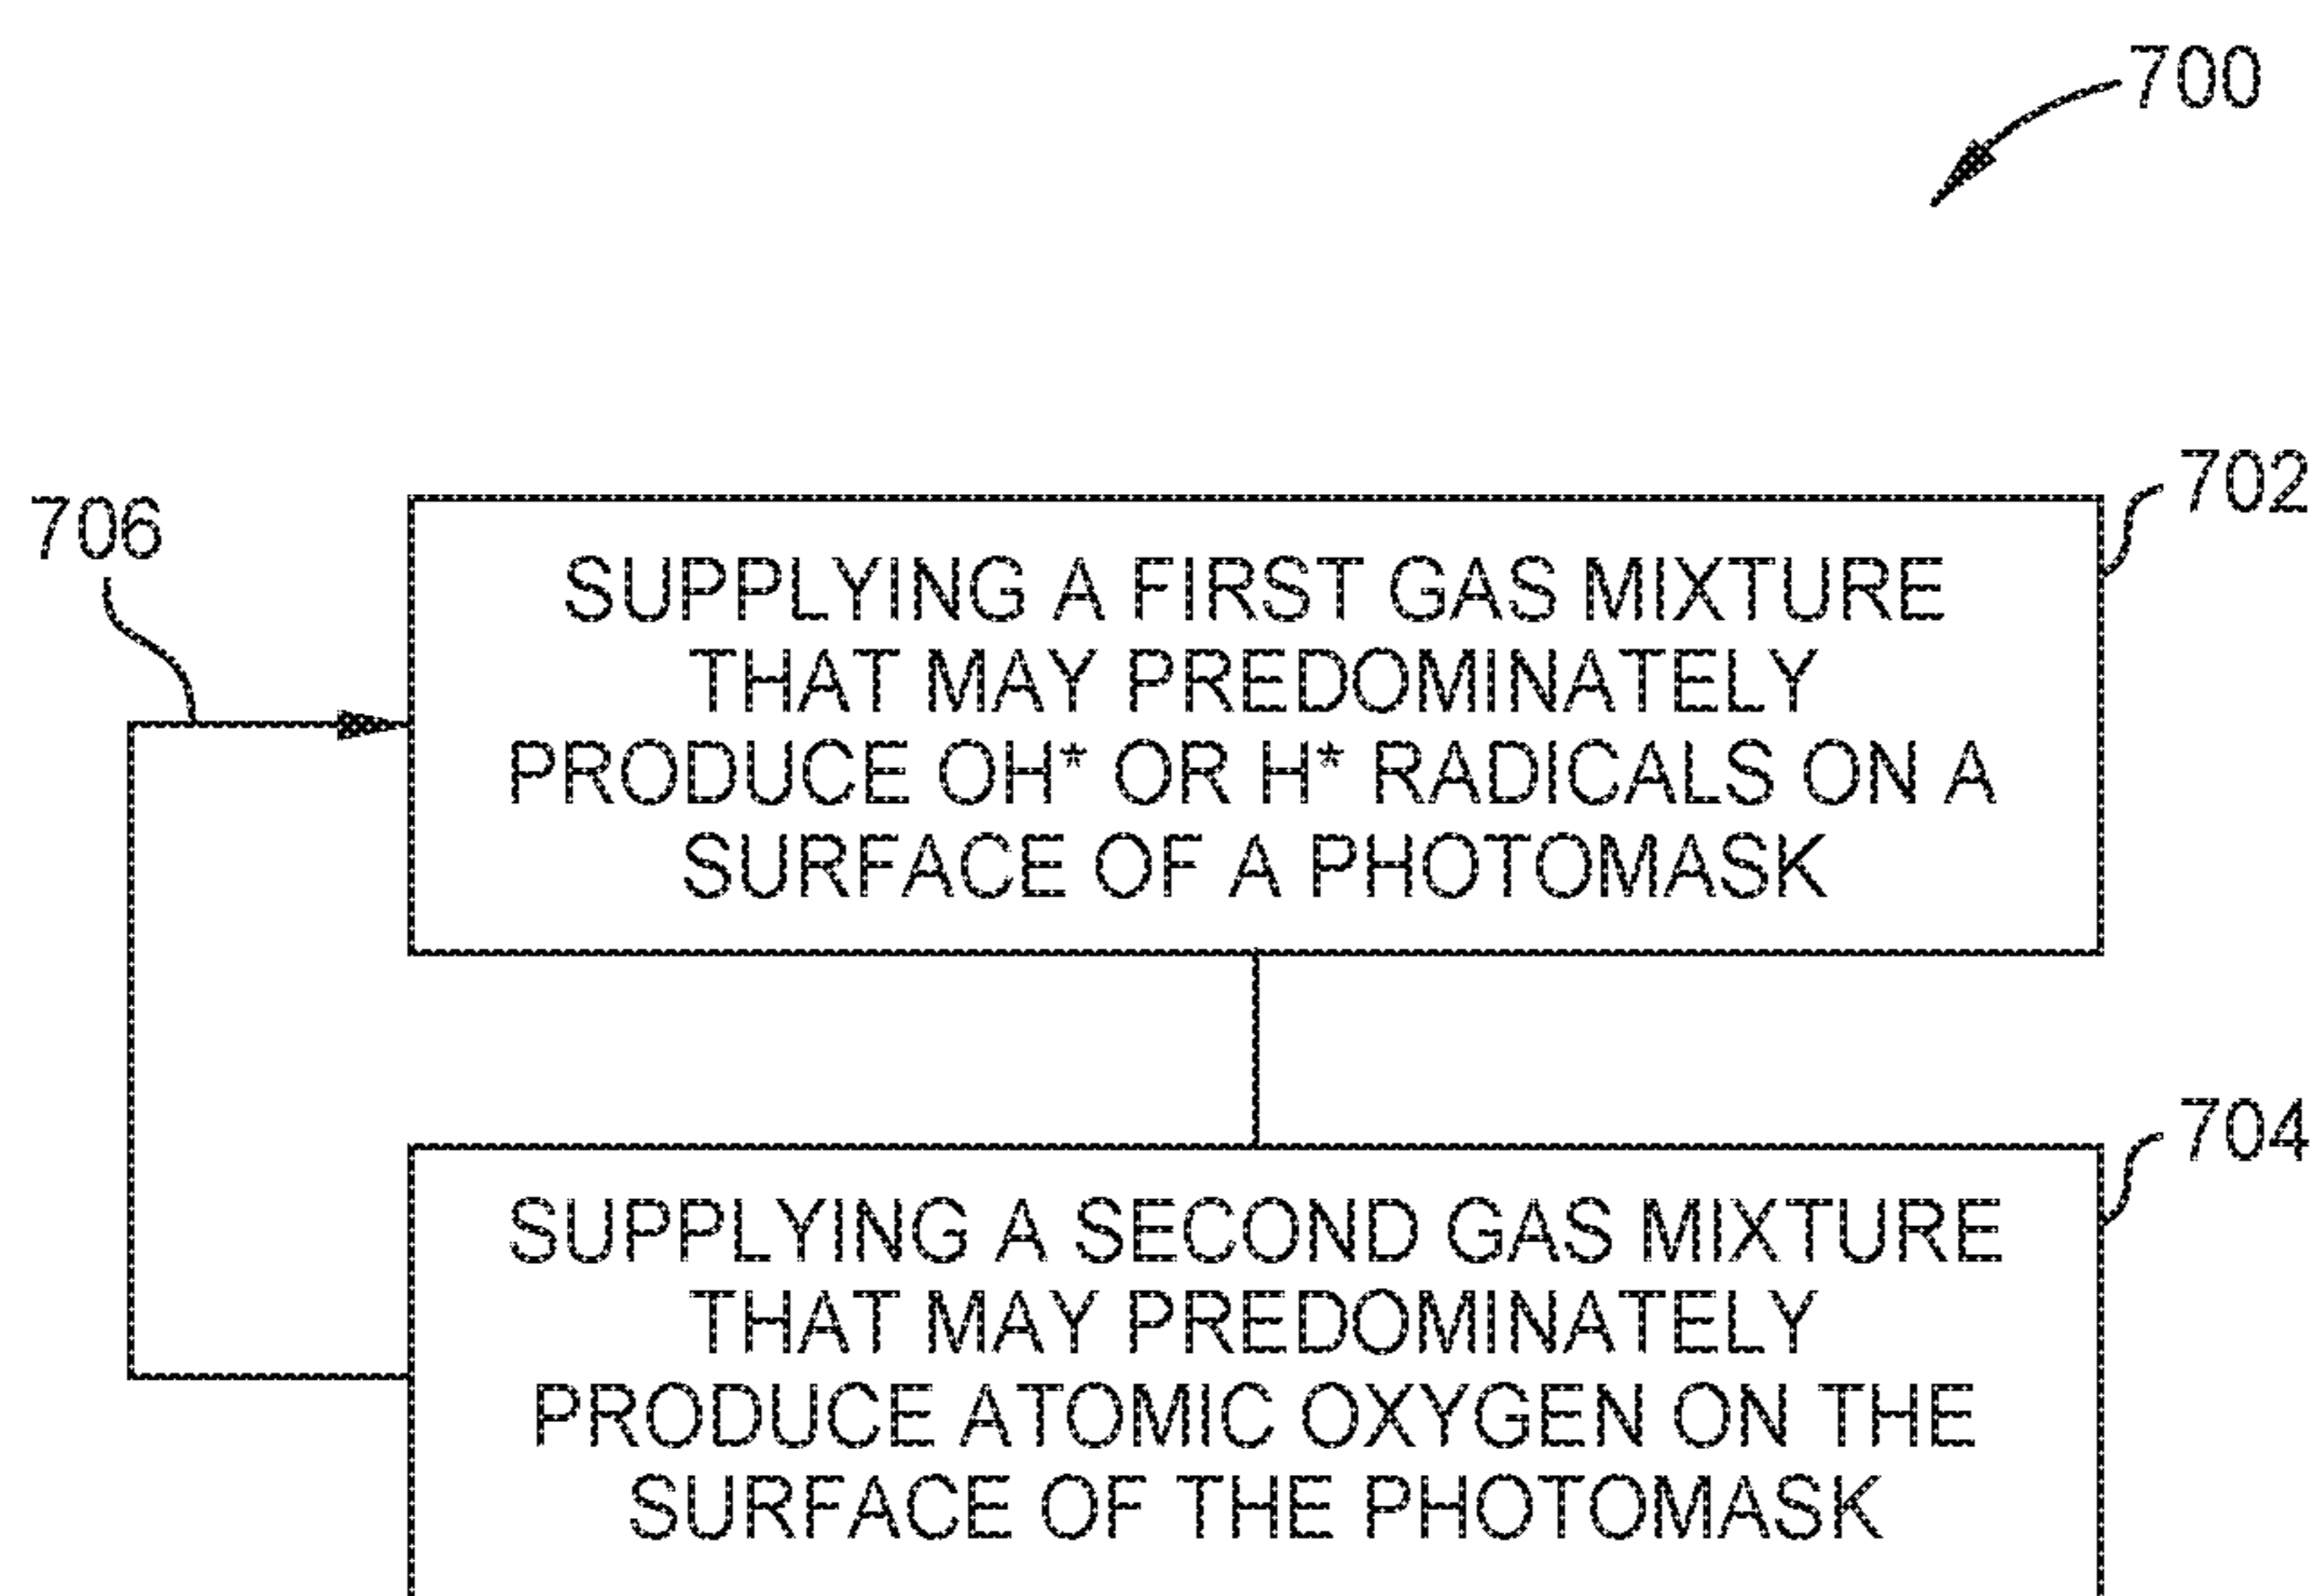 700
702
706
SUPPLYING A FIRST GAS MIXTURE
THAT MAY PREDOMINATELY
PRODUCE OH* OR H* RADICALS ON A
SURFACE OF A PHOTOMASK
704
SUPPLYING A SECOND GAS MIXTURE
THAT MAY PREDOMINATELY
PRODUCE ATOMIC OXYGEN ON THE
SURFACE OF THE PHOTOMASK